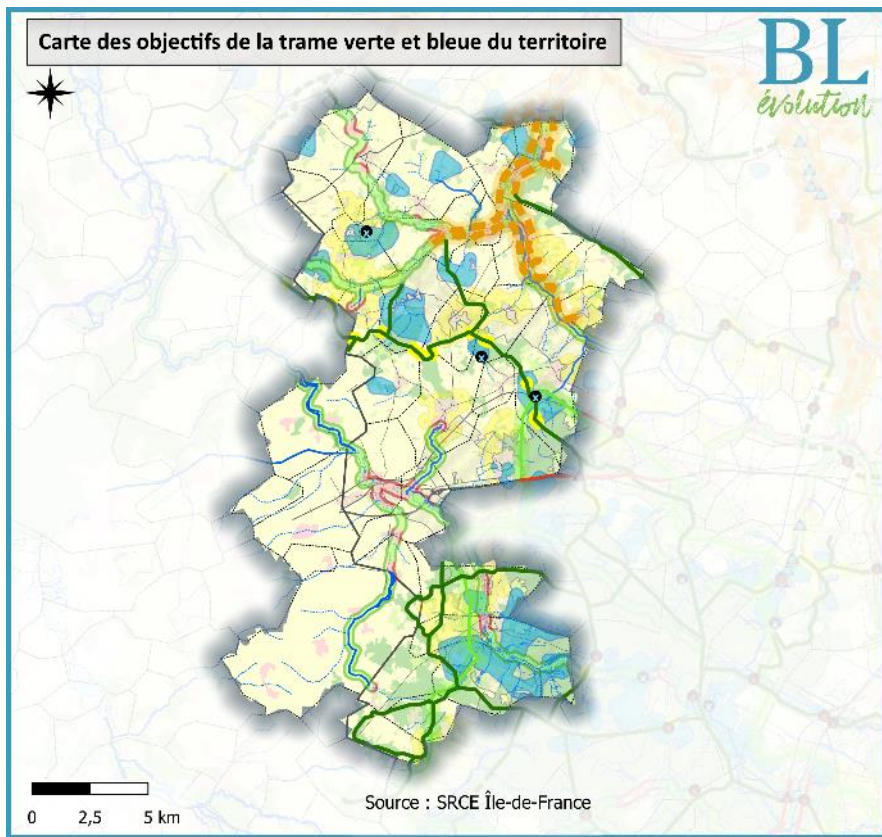 Carte des objectifs de la trame verte et bleue du territoire
BL
évolution
0 2,5 5 km
Source : SRCE Île-de-France